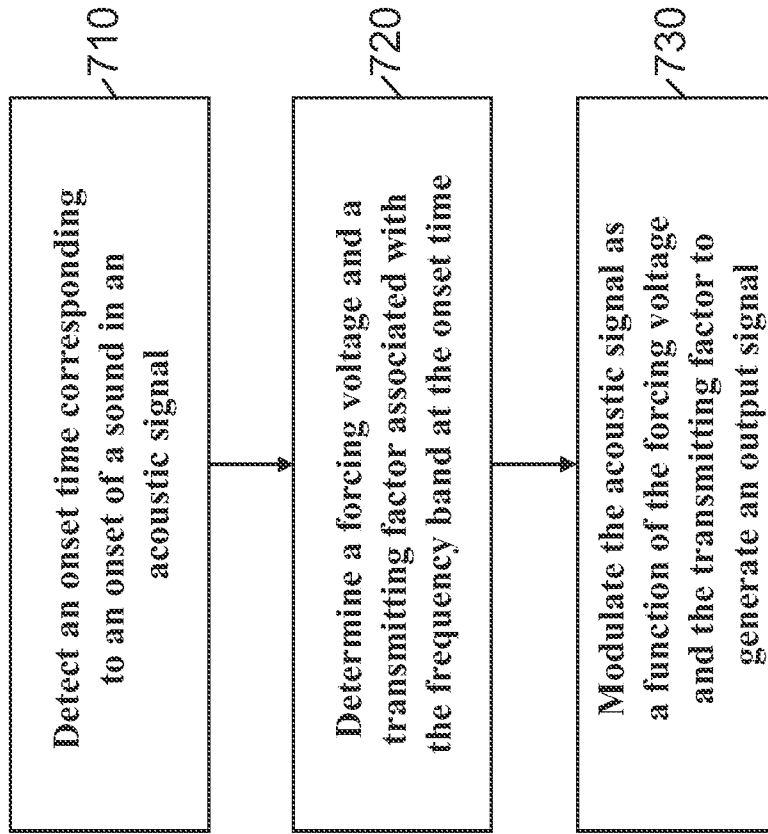 Detect an onset time corresponding
to an onset of a sound in an
acoustic signal
710
Determine a forcing voltage and a
transmitting factor associated with
the frequency band at the onset time
720
Modulate the acoustic signal as
a function of the forcing voltage
and the transmitting factor to
generate an output signal
730